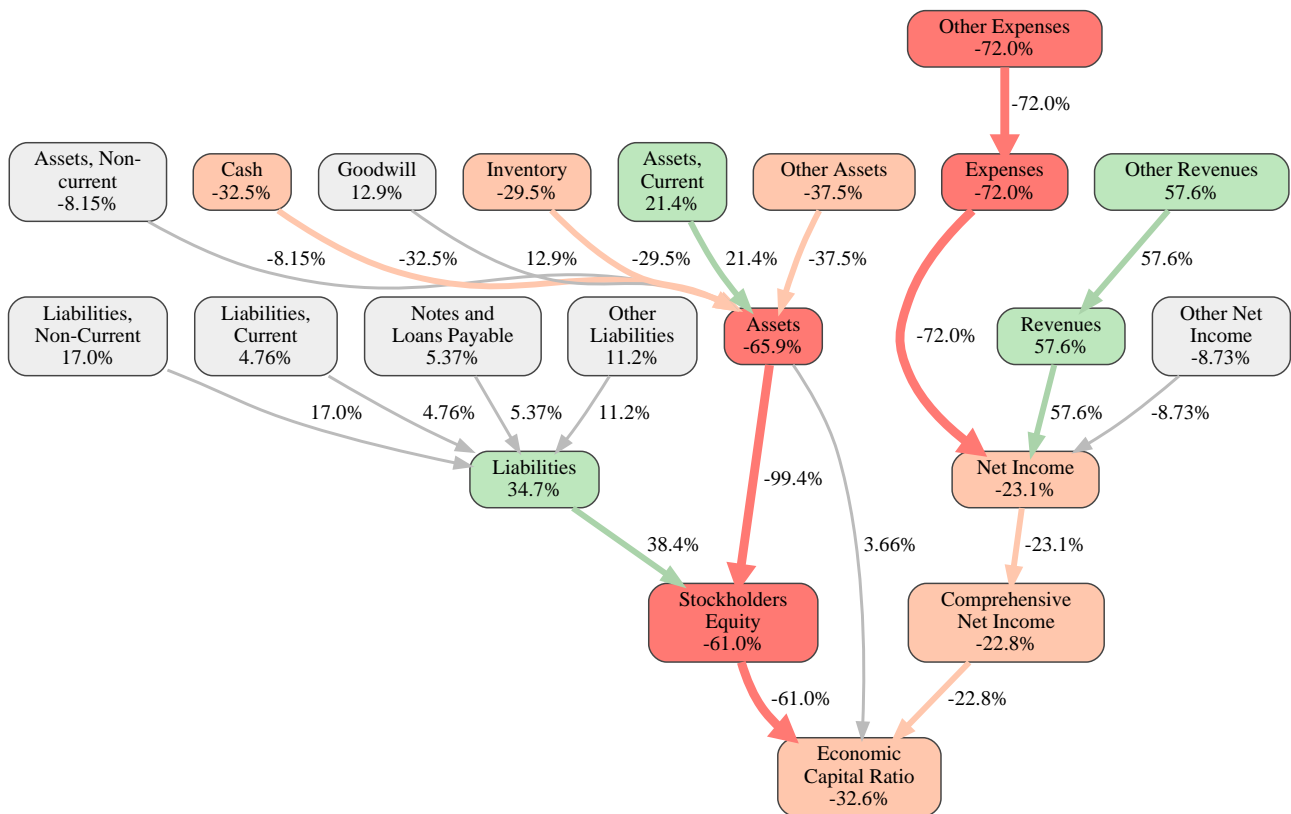 Other Expenses
-72.0%
-72.0%
Assets, Non-
current
-8.15%
Cash
-32.5%
Goodwill
12.9%
Inventory
-29.5%
Assets,
Current
21.4%
Other Assets
-37.5%
Expenses
-72.0%
Other Revenues
57.6%
-8.15%
-32.5%
12.9%
-29.5%
21.4%
-37.5%
57.6%
Liabilities,
Non-Current
17.0%
Liabilities,
Current
4.76%
Notes and
Loans Payable
5.37%
Other
Liabilities
11.2%
Assets
-65.9%
-72.0%
Revenues
57.6%
Other Net
Income
-8.73%
17.0%
4.76%
5.37%
11.2%
57.6%
-8.73%
Liabilities
34.7%
-99.4%
Net Income
-23.1%
38.4%
3.66%
-23.1%
Stockholders
Equity
-61.0%
Comprehensive
Net Income
-22.8%
-61.0%
-22.8%
Economic
Capital Ratio
-32.6%